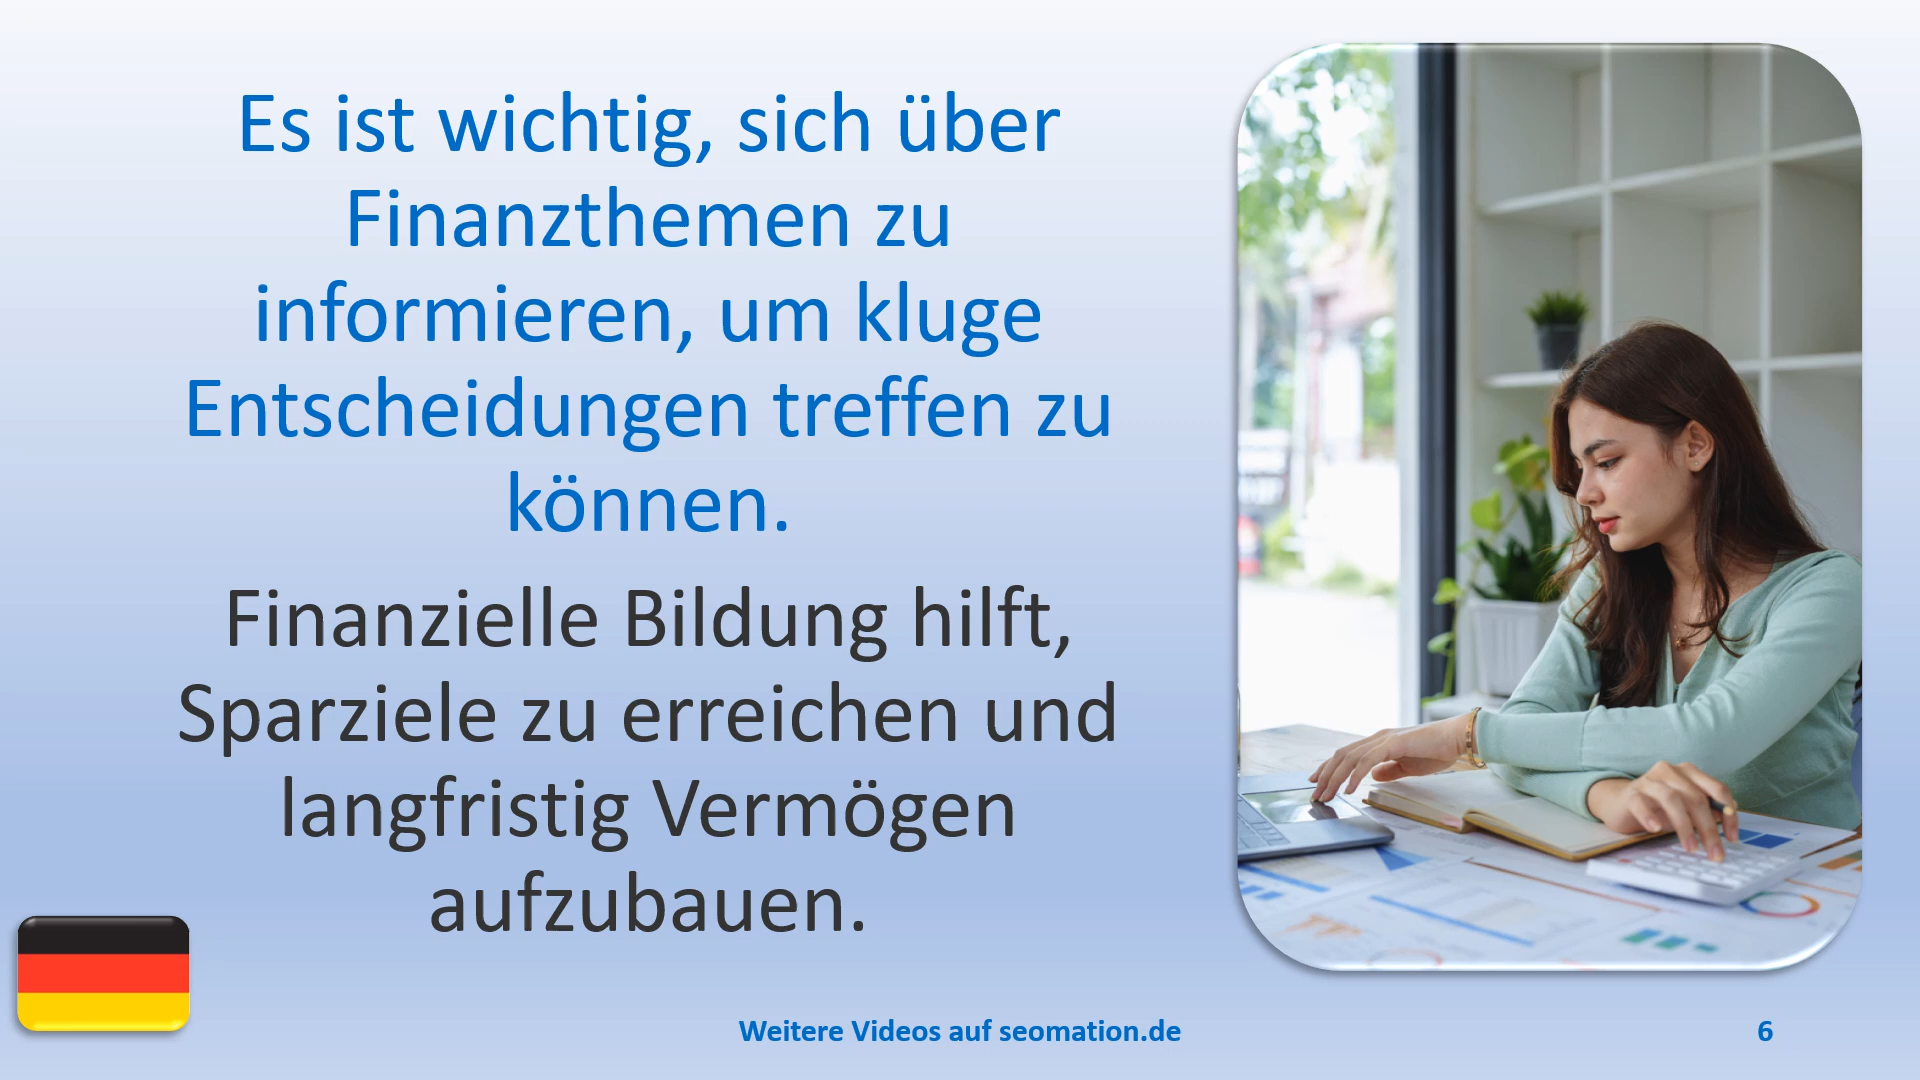 Es ist wichtig, sich über
Finanzthemen zu
informieren, um kluge
Entscheidungen treffen zu
können.
Finanzielle Bildung hilft,
Sparziele zu erreichen und
langfristig Vermögen
aufzubauen.
Weitere Videos auf seomation.de
6